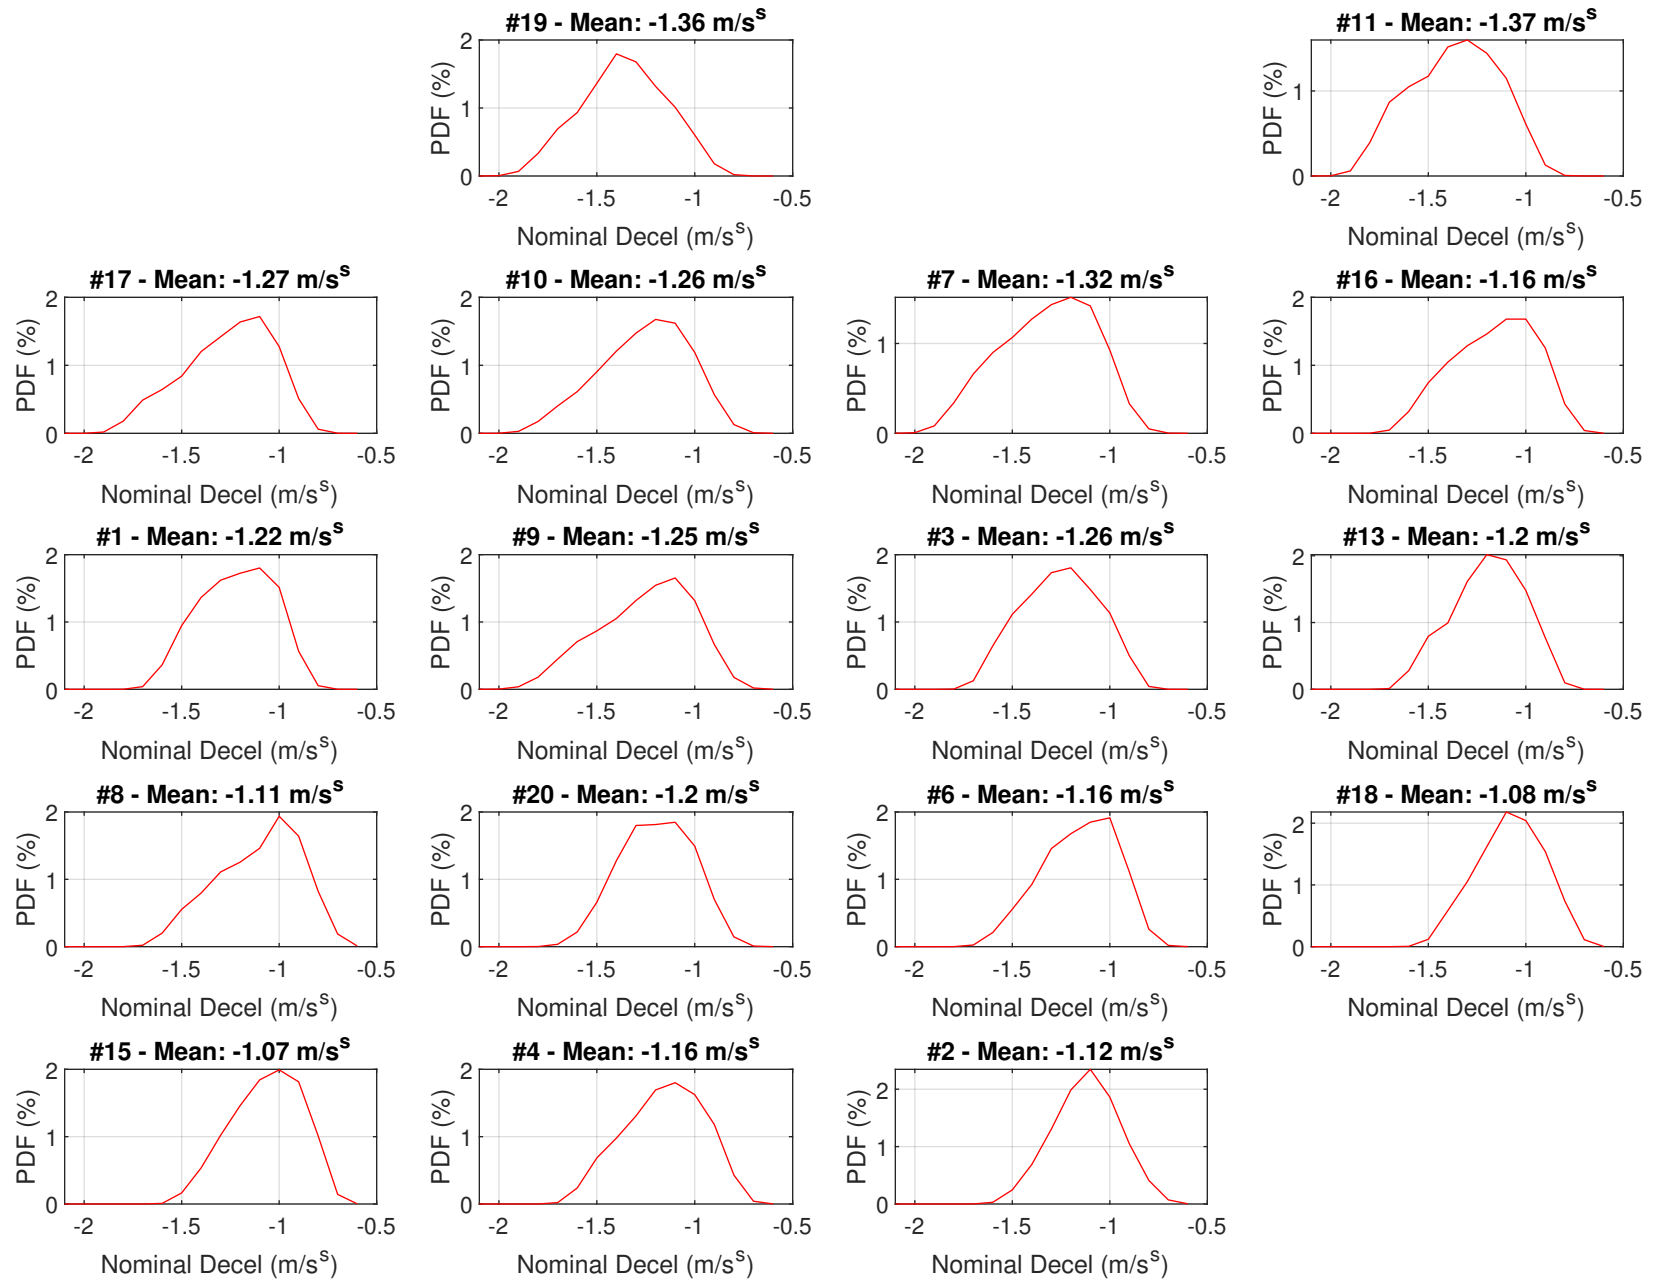 #19 - Mean: -1.36 m/s^s
PDF (%)
2
1
0
-2 -1.5 -1 -0.5
Nominal Decel (m/s^s)
#11 - Mean: -1.37 m/s^s
PDF (%)
1
0
-2 -1.5 -1 -0.5
Nominal Decel (m/s^s)
#17 - Mean: -1.27 m/s^s
PDF (%)
2
1
0
-2 -1.5 -1 -0.5
Nominal Decel (m/s^s)
#10 - Mean: -1.26 m/s^s
PDF (%)
2
1
0
-2 -1.5 -1 -0.5
Nominal Decel (m/s^s)
#7 - Mean: -1.32 m/s^s
PDF (%)
1
0
-2 -1.5 -1 -0.5
Nominal Decel (m/s^s)
#16 - Mean: -1.16 m/s^s
PDF (%)
2
1
0
-2 -1.5 -1 -0.5
Nominal Decel (m/s^s)
#1 - Mean: -1.22 m/s^s
PDF (%)
2
1
0
-2 -1.5 -1 -0.5
Nominal Decel (m/s^s)
#9 - Mean: -1.25 m/s^s
PDF (%)
2
1
0
-2 -1.5 -1 -0.5
Nominal Decel (m/s^s)
#3 - Mean: -1.26 m/s^s
PDF (%)
2
1
0
-2 -1.5 -1 -0.5
Nominal Decel (m/s^s)
#13 - Mean: -1.2 m/s^s
PDF (%)
2
1
0
-2 -1.5 -1 -0.5
Nominal Decel (m/s^s)
#8 - Mean: -1.11 m/s^s
PDF (%)
2
1
0
-2 -1.5 -1 -0.5
Nominal Decel (m/s^s)
#20 - Mean: -1.2 m/s^s
PDF (%)
2
1
0
-2 -1.5 -1 -0.5
Nominal Decel (m/s^s)
#6 - Mean: -1.16 m/s^s
PDF (%)
2
1
0
-2 -1.5 -1 -0.5
Nominal Decel (m/s^s)
#18 - Mean: -1.08 m/s^s
PDF (%)
2
1
0
-2 -1.5 -1 -0.5
Nominal Decel (m/s^s)
#15 - Mean: -1.07 m/s^s
PDF (%)
2
1
0
-2 -1.5 -1 -0.5
Nominal Decel (m/s^s)
#4 - Mean: -1.16 m/s^s
PDF (%)
2
1
0
-2 -1.5 -1 -0.5
Nominal Decel (m/s^s)
#2 - Mean: -1.12 m/s^s
PDF (%)
2
1
0
-2 -1.5 -1 -0.5
Nominal Decel (m/s^s)